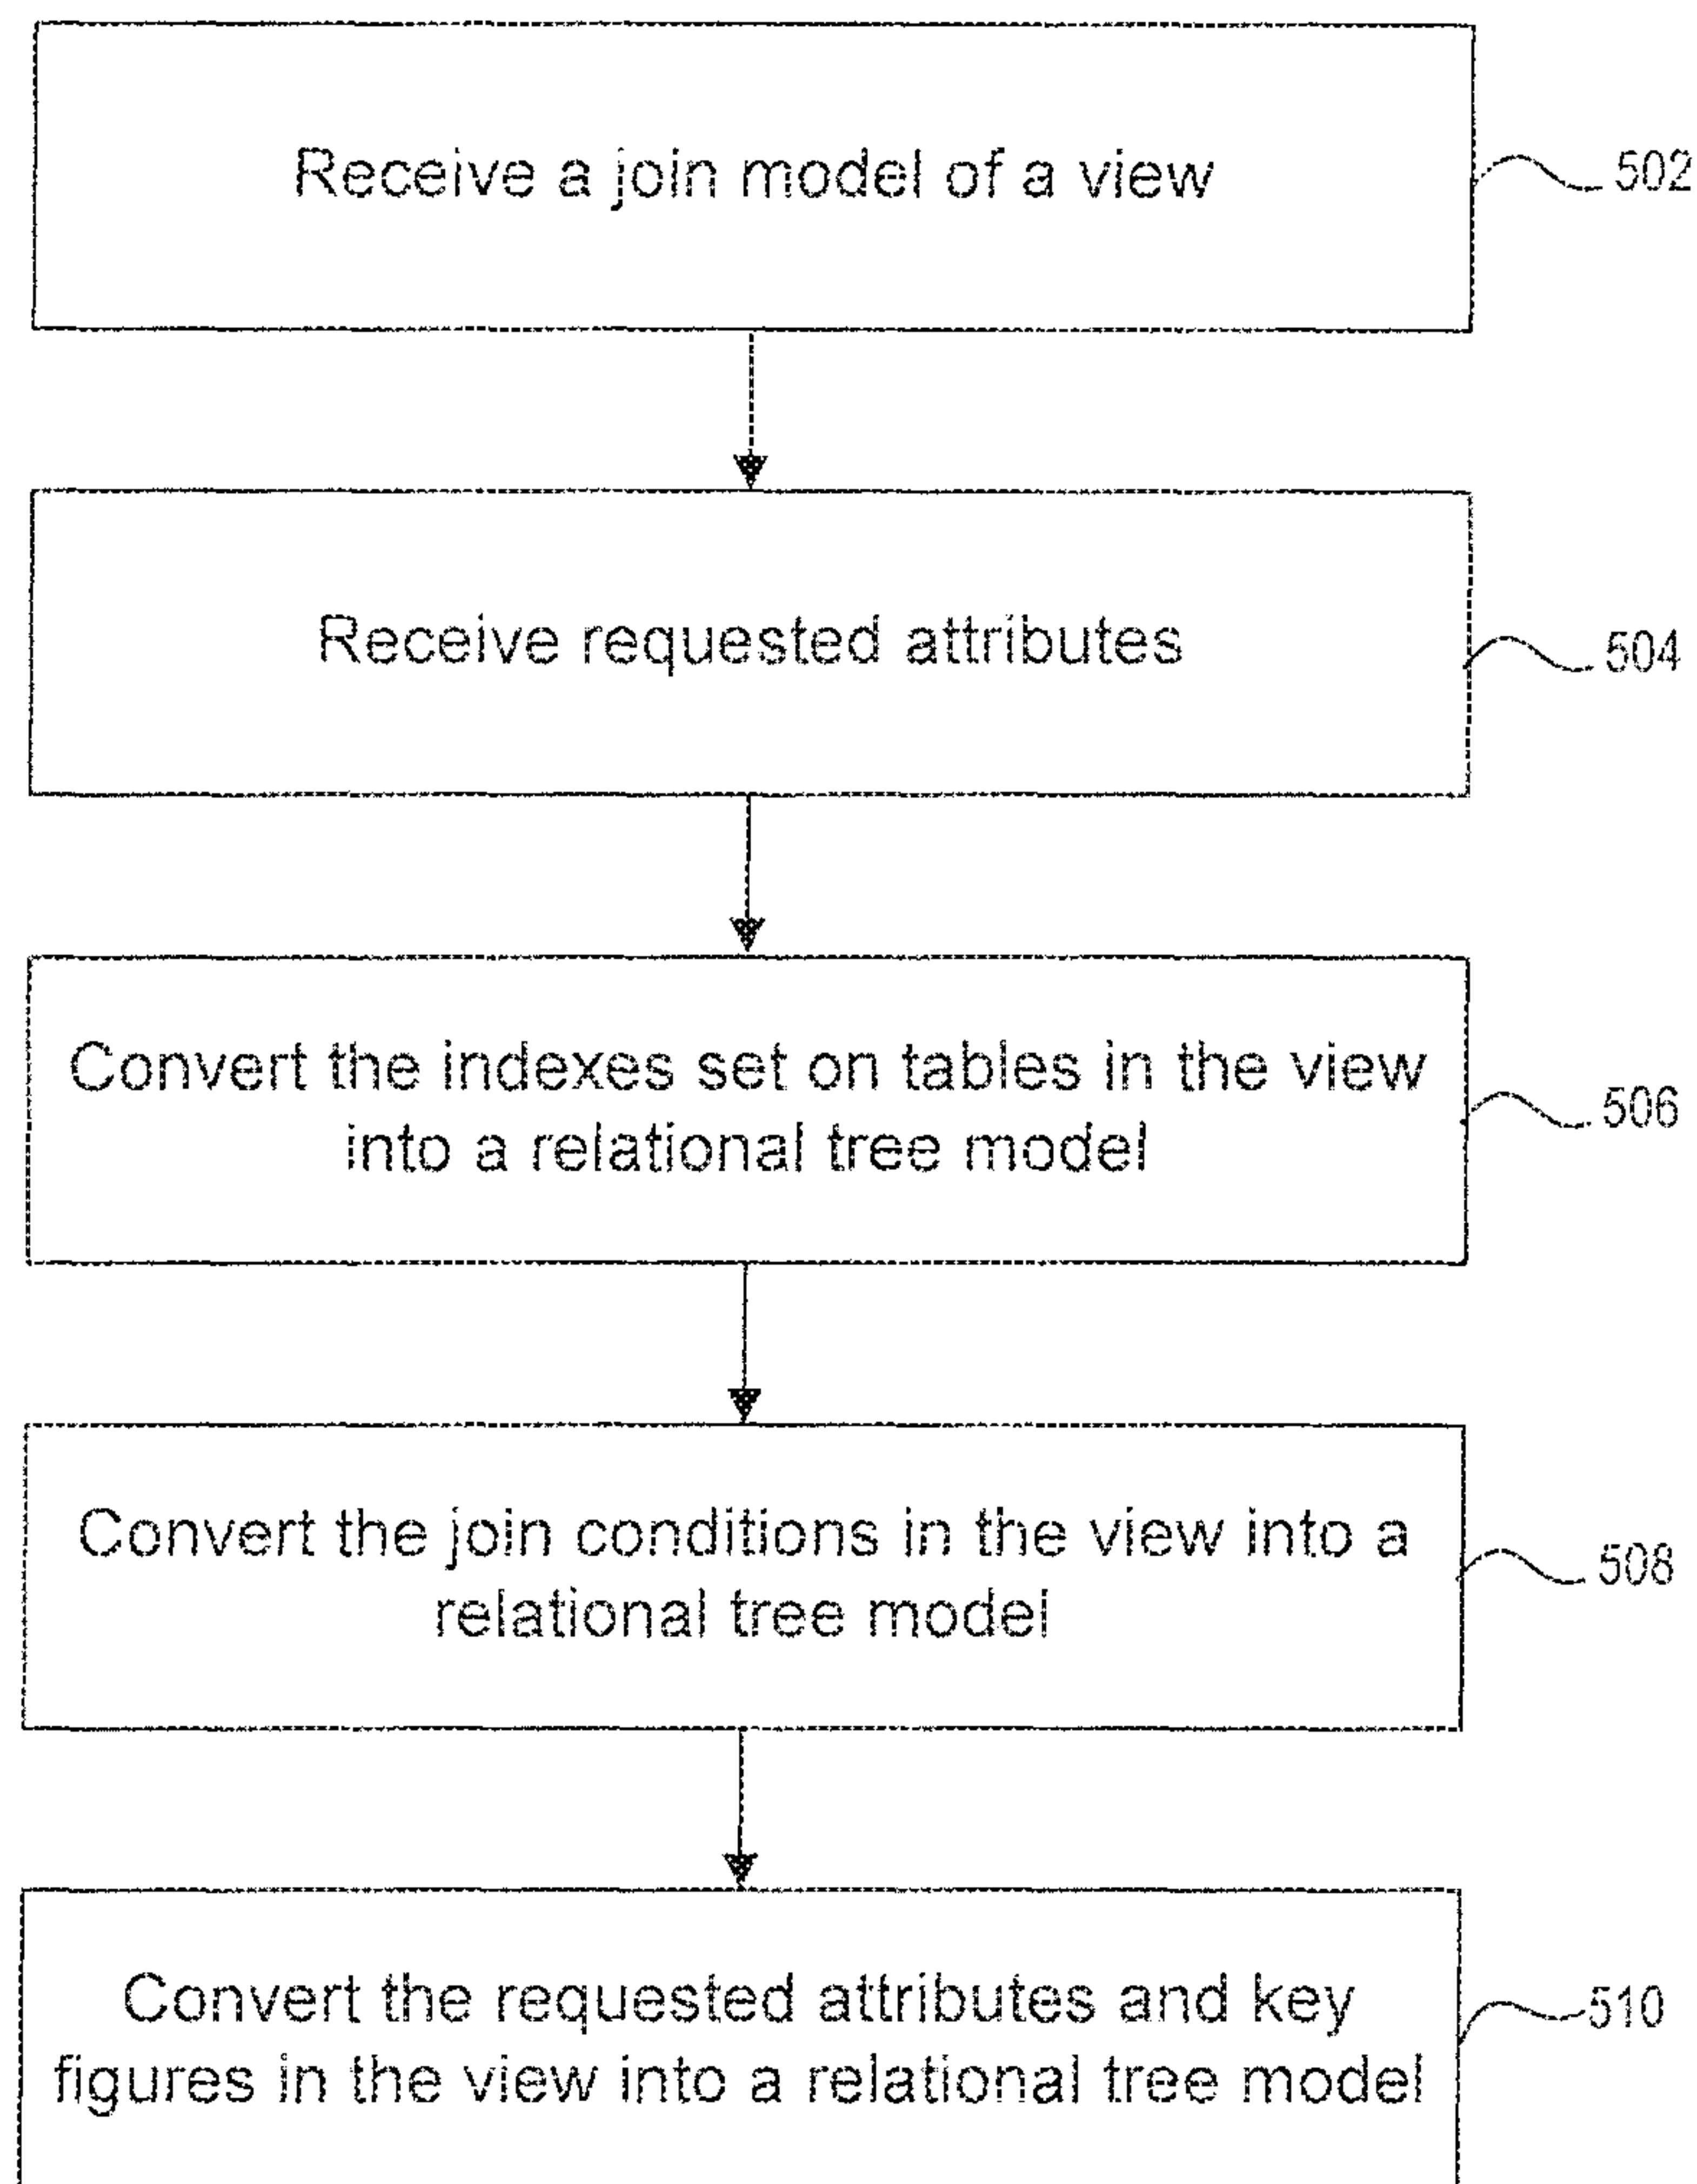 Receive a join model of a view
502
Receive requested attributes
504
Convert the indexes set on tables in the view
into a relational tree model
506
Convert the join conditions in the view into a
relational tree model
508
Convert the requested attributes and key
figures in the view into a relational tree model
510